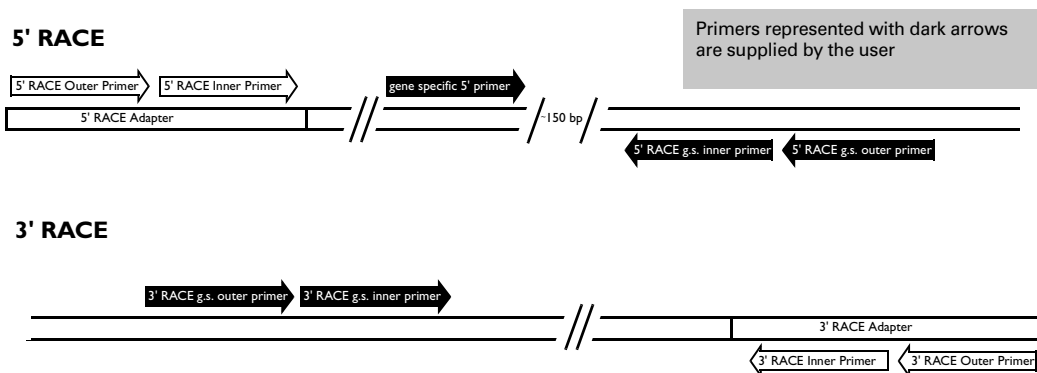 5' RACE
Primers represented with dark arrows
are supplied by the user
5' RACE Outer Primer
5' RACE Inner Primer
gene specific 5' primer
5' RACE Adapter
~150 bp
5' RACE g.s. inner primer
5' RACE g.s. outer primer
3' RACE
3' RACE g.s. outer primer
3' RACE g.s. inner primer
3' RACE Adapter
3' RACE Inner Primer
3' RACE Outer Primer